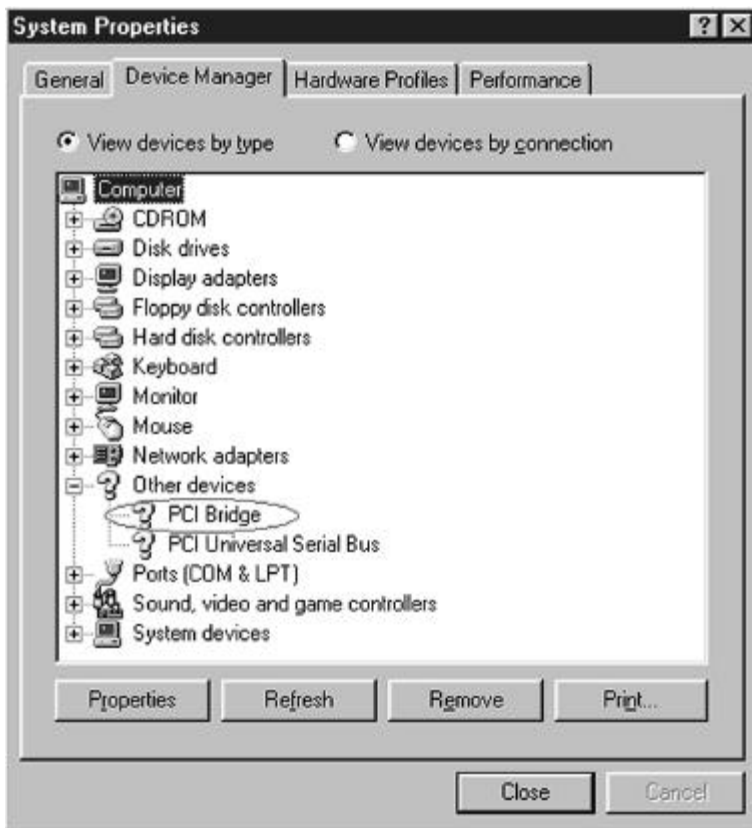 System Properties
General Device Manager Hardware Profiles Performance
View devices by type View devices by connection
Computer
CDROM
Disk drives
Display adapters
Floppy disk controllers
Hard disk controllers
Keyboard
Monitor
Mouse
Network adapters
Other devices
PCI Bridge
PCI Universal Serial Bus
Ports (COM & LPT)
Sound, video and game controllers
System devices
Properties Refresh Remove Print...
Close Cancel